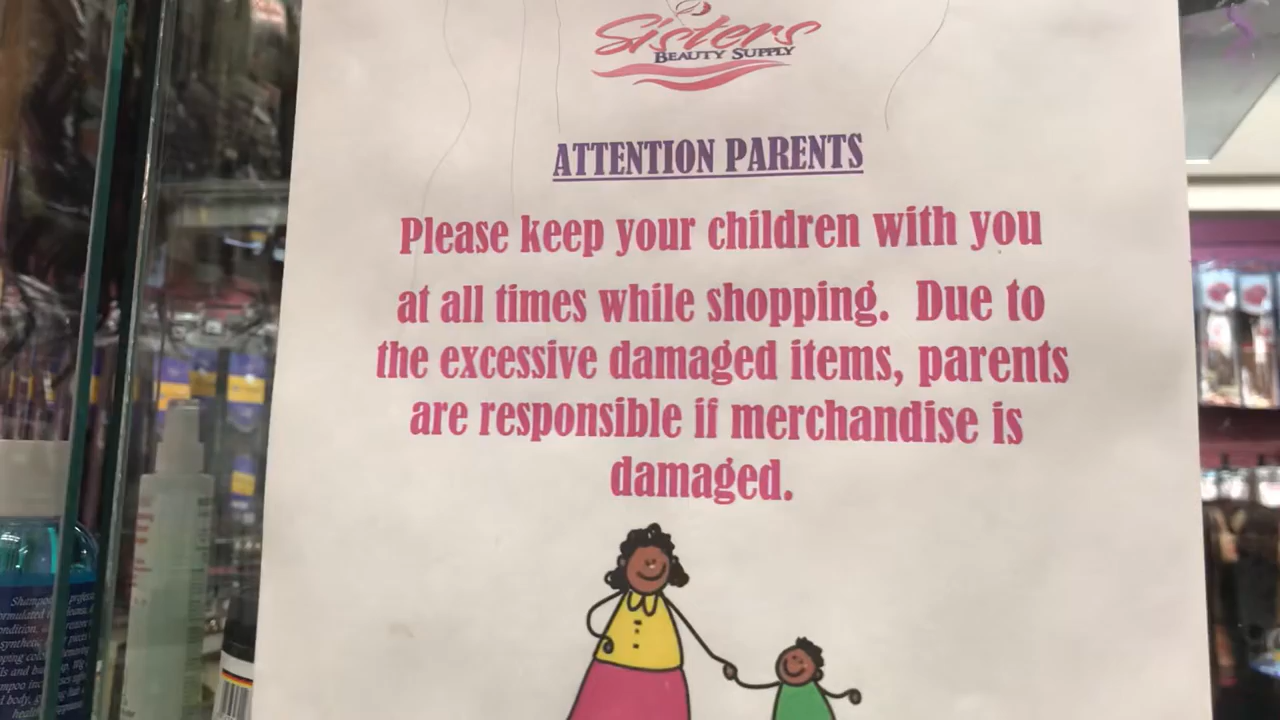 Sisters
BEAUTY SUPPLY
ATTENTION PARENTS
Please keep your children with you
at all times while shopping.  Due to
the excessive damaged items, parents
are responsible if merchandise is
damaged.
Shampoo